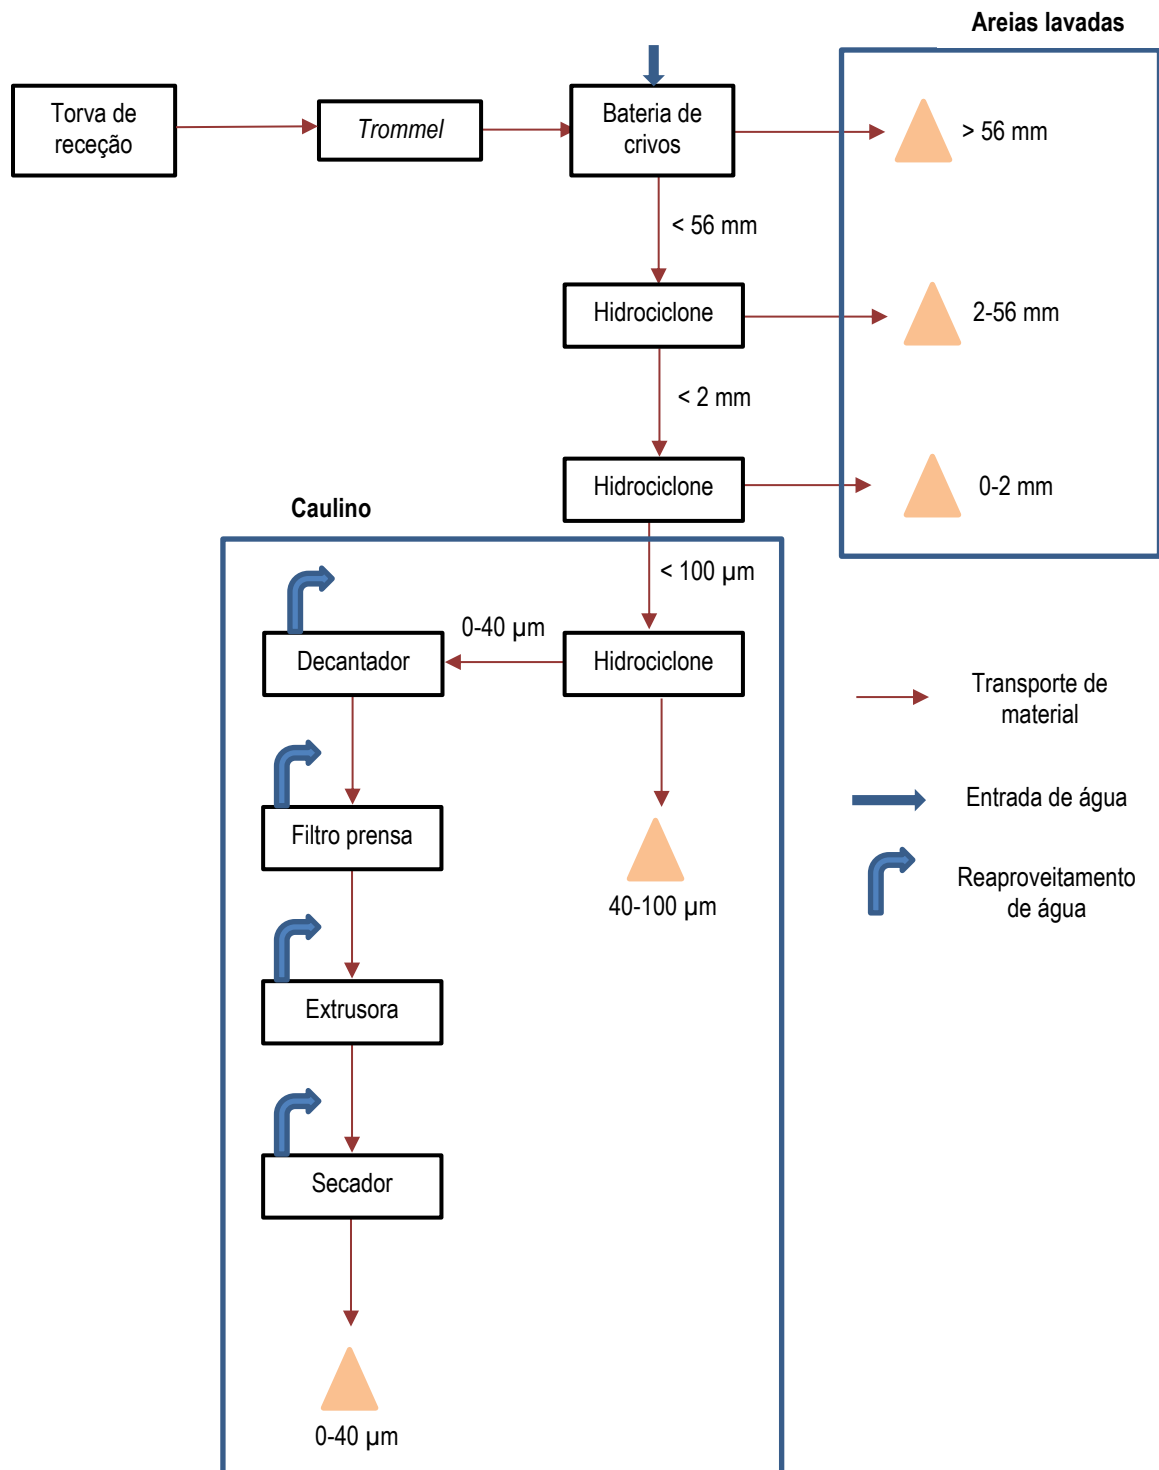 Areias lavadas
Torva de
receção
Trommel
Bateria de
crivos
> 56 mm
< 56 mm
Hidrociclone
2-56 mm
< 2 mm
Hidrociclone
0-2 mm
Caulino
< 100 µm
0-40 µm
Decantador
Hidrociclone
Transporte de
material
Entrada de água
Filtro prensa
40-100 µm
Reaproveitamento
de água
Extrusora
Secador
0-40 µm